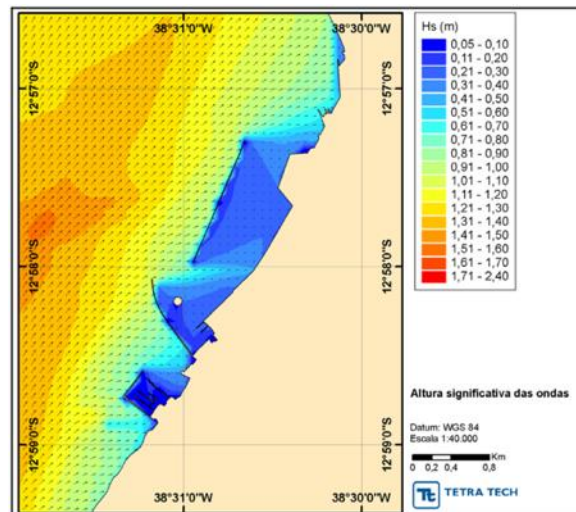 38°31'0"W
38°30'0"W
12°57'0"S
12°57'0"S
12°58'0"S
12°58'0"S
12°59'0"S
12°59'0"S
38°31'0"W
38°30'0"W
Hs (m)
0,05 - 0,10
0,11 - 0,20
0,21 - 0,30
0,31 - 0,40
0,41 - 0,50
0,51 - 0,60
0,61 - 0,70
0,71 - 0,80
0,81 - 0,90
0,91 - 1,00
1,01 - 1,10
1,11 - 1,20
1,21 - 1,30
1,31 - 1,40
1,41 - 1,50
1,51 - 1,60
1,61 - 1,70
1,71 - 2,40
Altura significativa das ondas
Datum: WGS 84
Escala 1:40.000
Km
0 0,2 0,4 0,8
Tt TETRA TECH